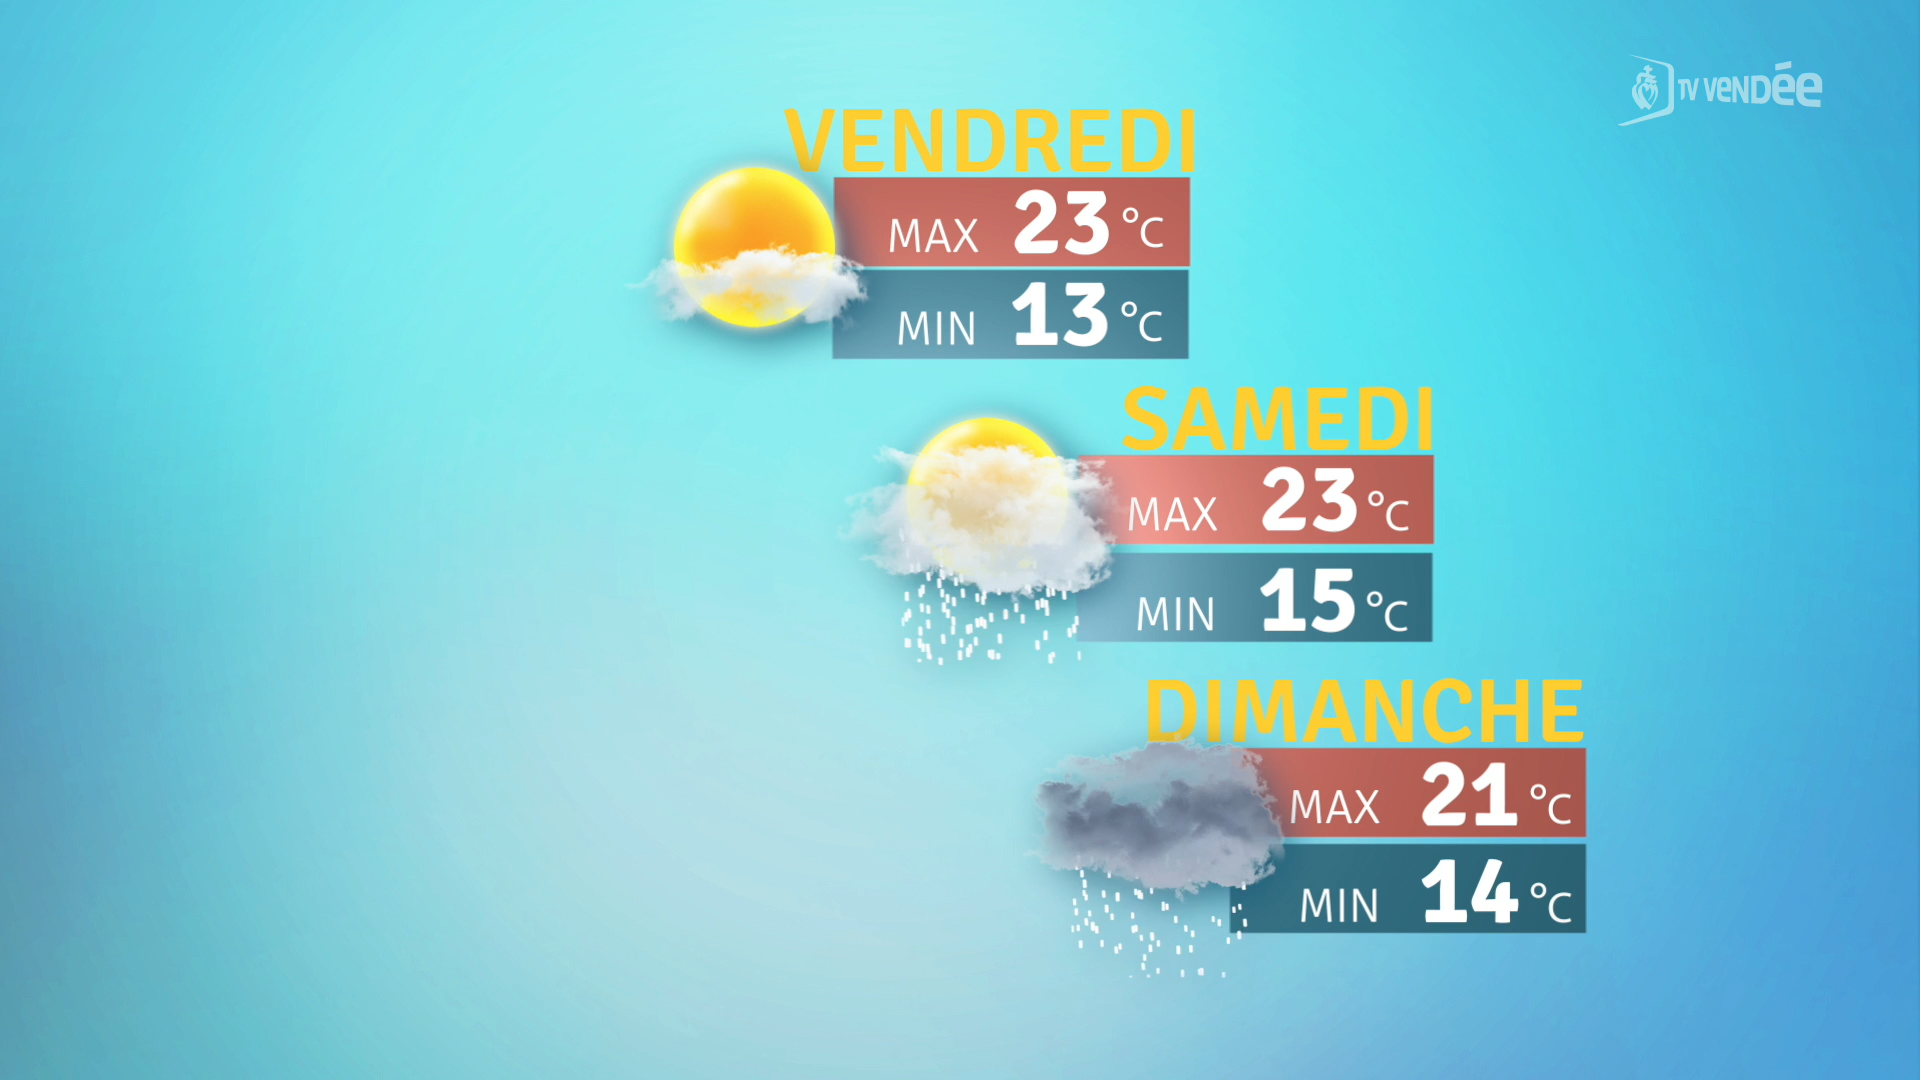 TV VENDÉE
VENDREDI
MAX 23 °C
MIN 13 °C
SAMEDI
MAX 23 °C
MIN 15 °C
DIMANCHE
MAX 21 °C
MIN 14 °C